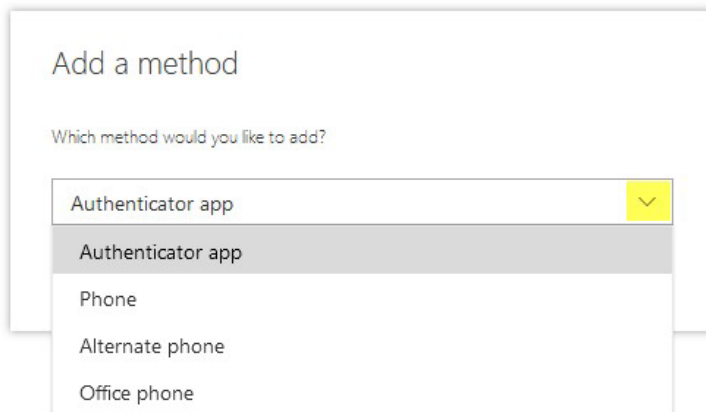 Add a method
Which method would you like to add?
Authenticator app
Authenticator app
Phone
Alternate phone
Office phone